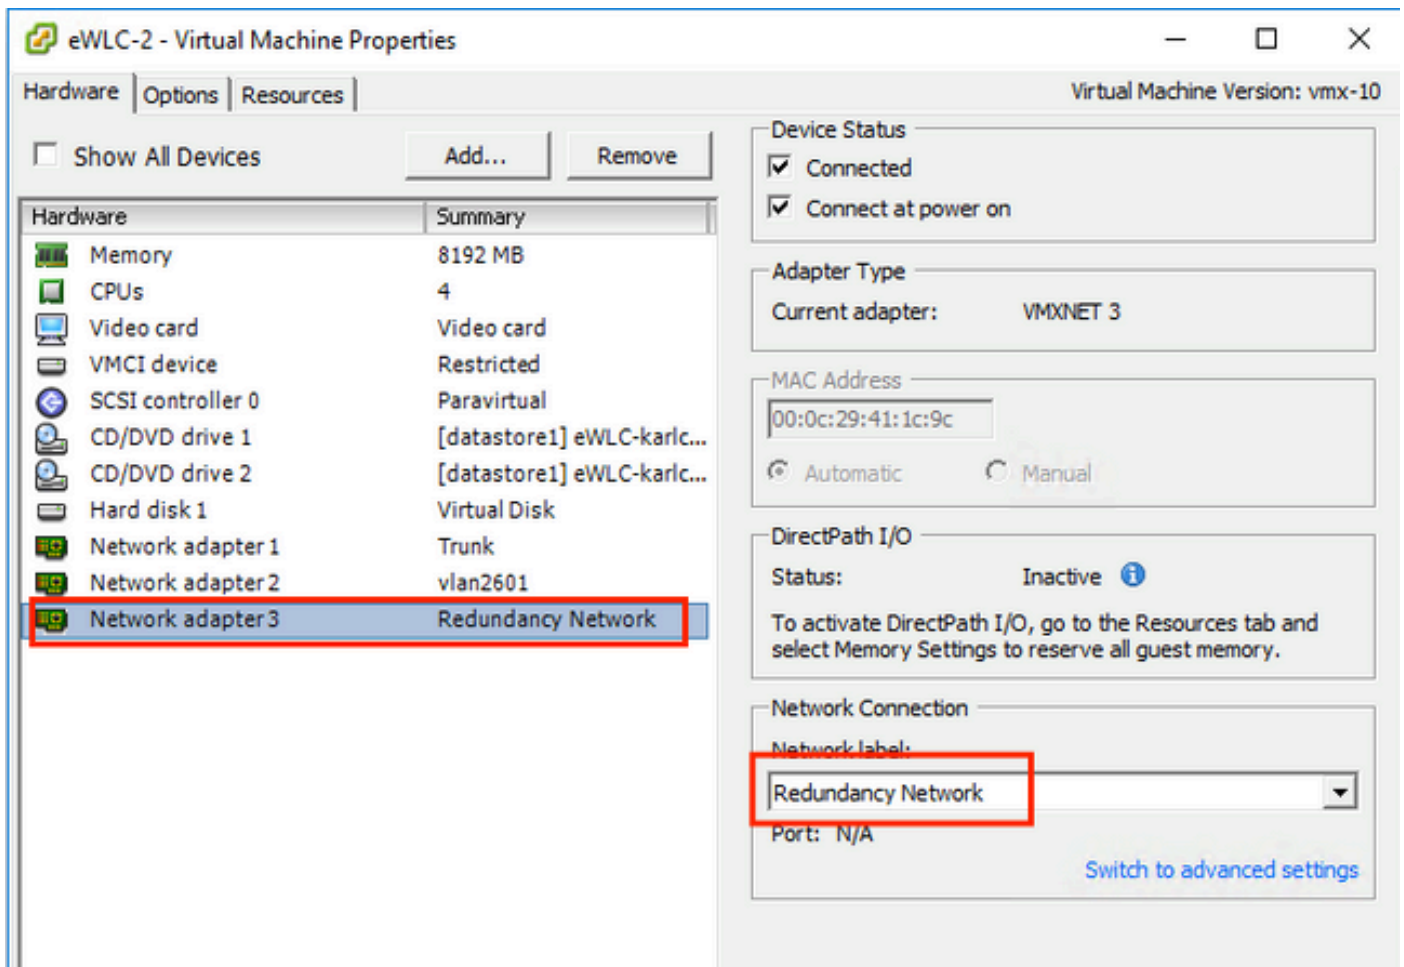 eWLC-2 - Virtual Machine Properties
Hardware Options Resources
Virtual Machine Version: vmx-10
Show All Devices
Add...
Remove
Hardware Summary
Memory 8192 MB
CPUs 4
Video card Video card
VMCI device Restricted
SCSI controller 0 Paravirtual
CD/DVD drive 1 [datastore1] eWLC-karlc...
CD/DVD drive 2 [datastore1] eWLC-karlc...
Hard disk 1 Virtual Disk
Network adapter 1 Trunk
Network adapter 2 vlan2601
Network adapter 3 Redundancy Network
Device Status
Connected
Connect at power on
Adapter Type
Current adapter: VMXNET 3
MAC Address
00:0c:29:41:1c:9c
Automatic Manual
DirectPath I/O
Status: Inactive
To activate DirectPath I/O, go to the Resources tab and
select Memory Settings to reserve all guest memory.
Network Connection
Network label:
Redundancy Network
Port: N/A
Switch to advanced settings